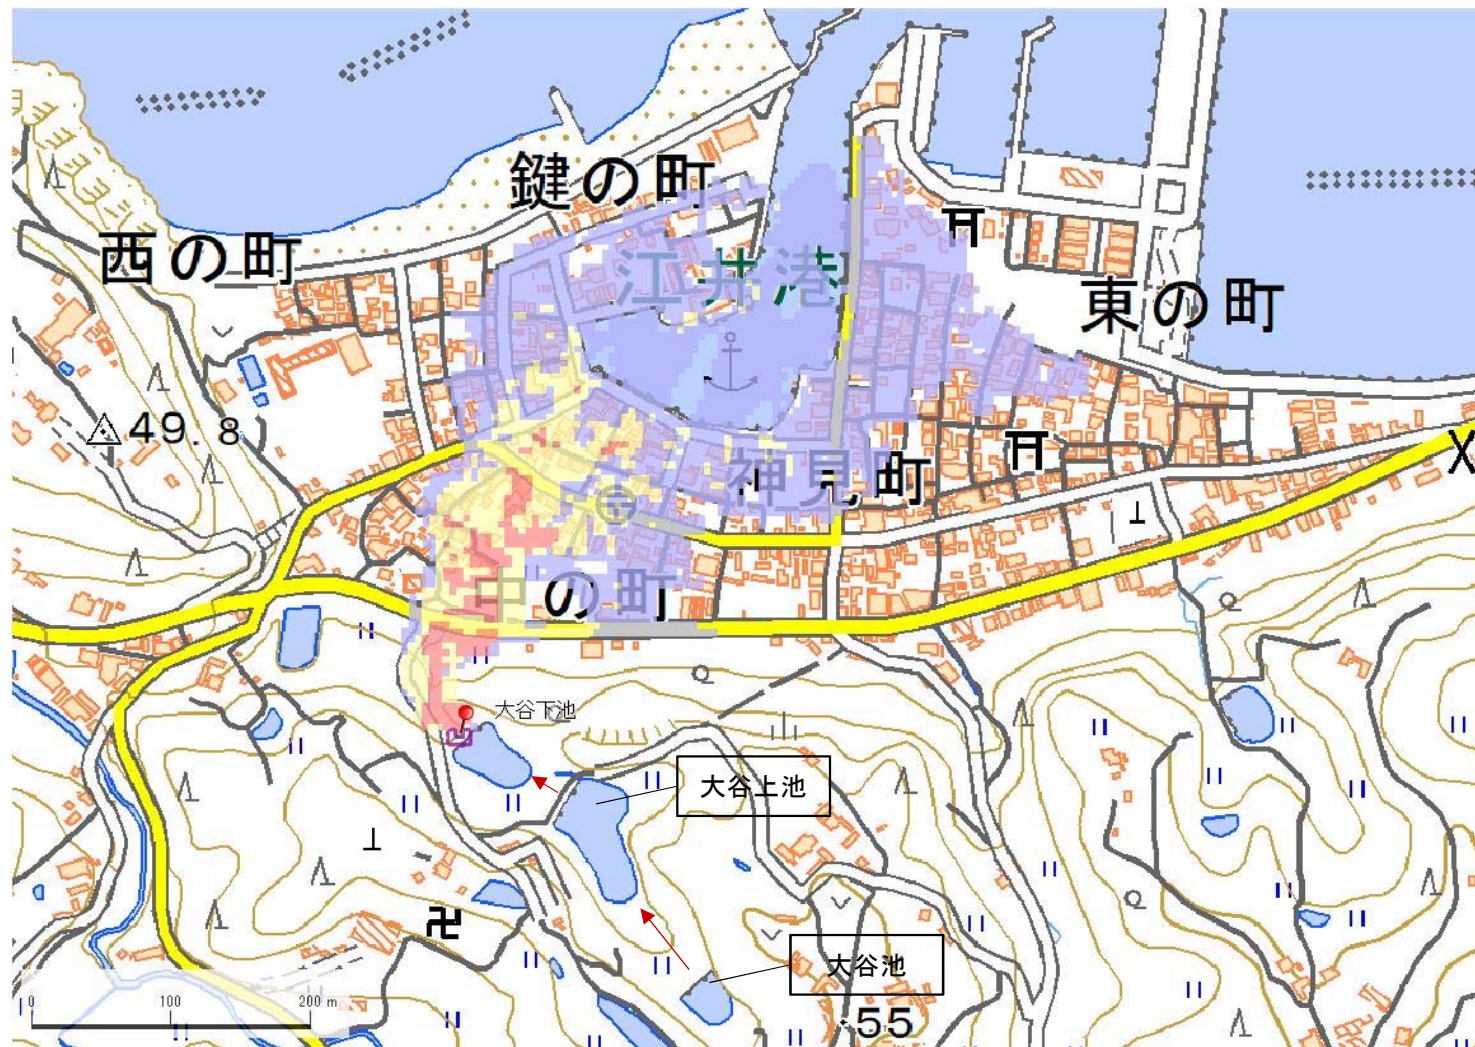 鍵の町
西の町
江井港
東の町
49.8
神見町
中の町
大谷下池
大谷上池
大谷池
55
0 100 200 m